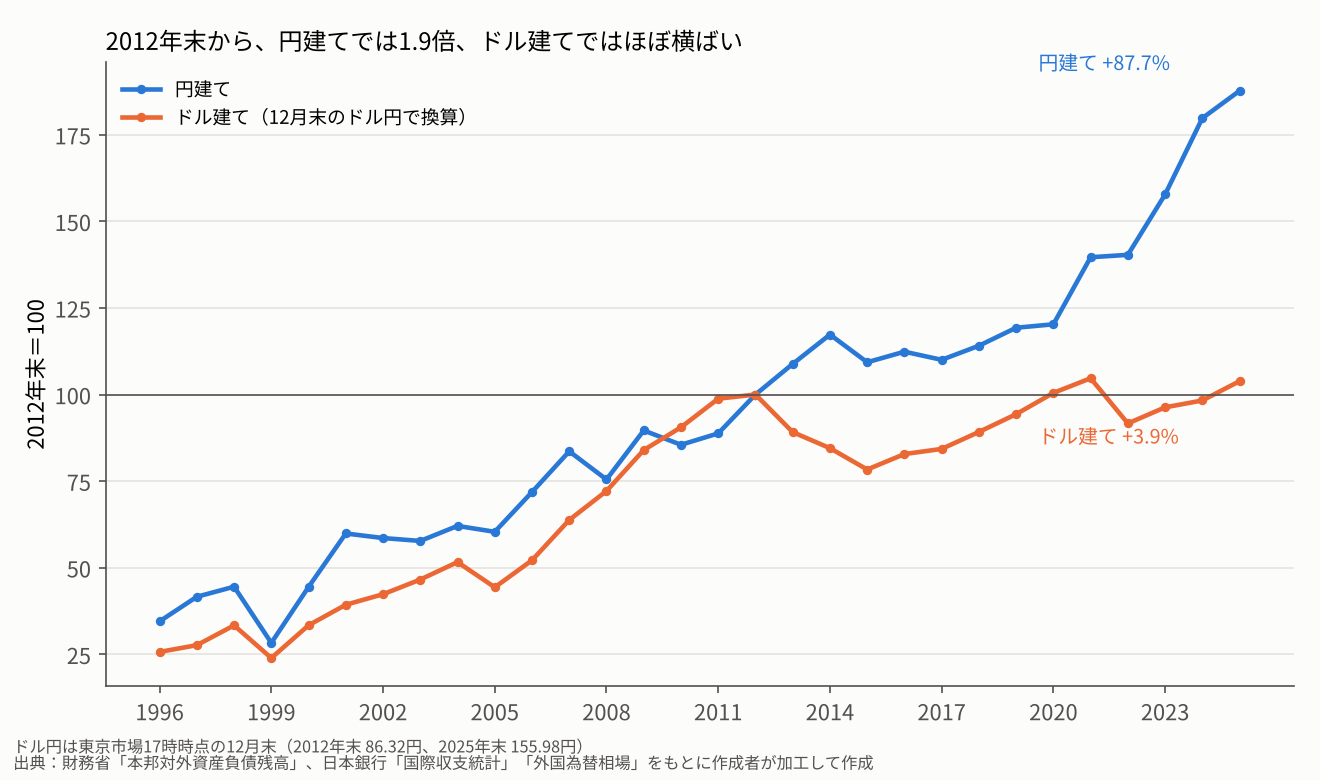 2012年末から、円建てでは1.9倍、ドル建てではほぼ横ばい
円建て +87.7%
円建て
ドル建て（12月末のドル円で換算）
2012年末＝100
175
150
125
100
75
50
25
ドル建て +3.9%
1996 1999 2002 2005 2008 2011 2014 2017 2020 2023
ドル円は東京市場17時時点の12月末（2012年末 86.32円、2025年末 155.98円）
出典：財務省「本邦対外資産負債残高」、日本銀行「国際収支統計」「外国為替相場」をもとに作成者が加工して作成